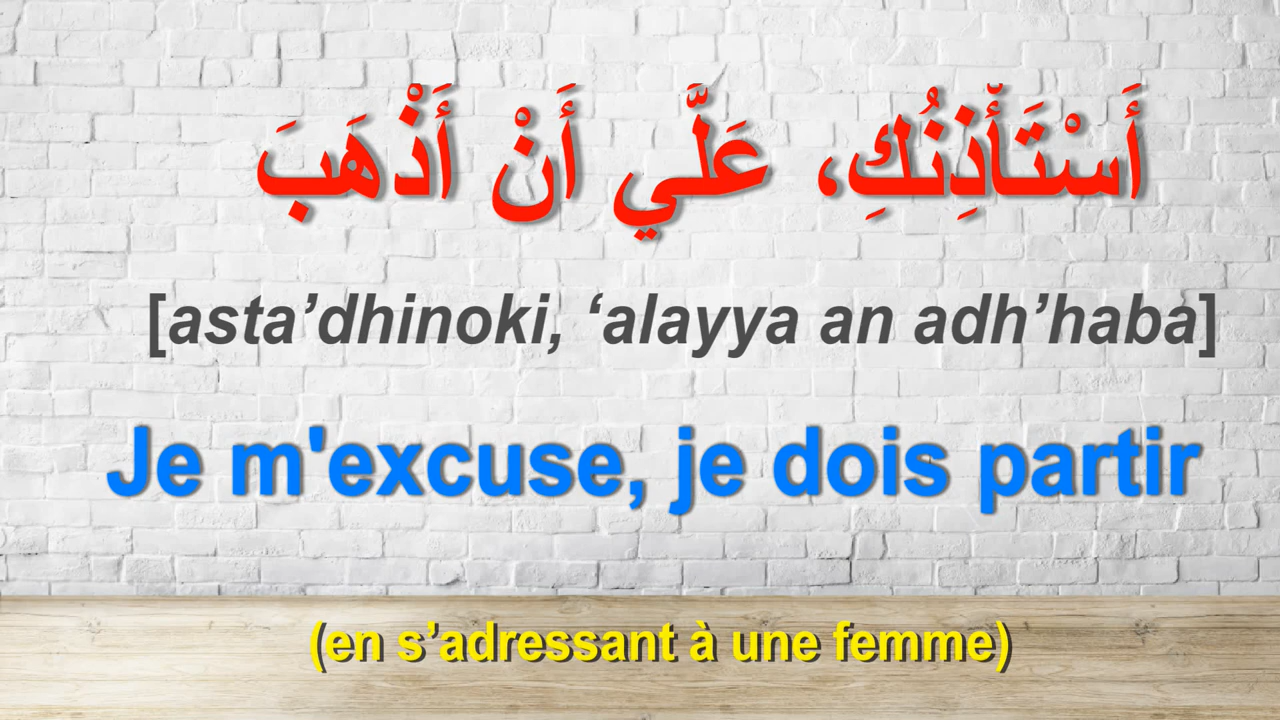 أَسْتَأْذِنُكِ، عَلَّي أَنْ أَذْهَبَ
[asta’dhinoki, ‘alayya an adh’haba]
Je m'excuse, je dois partir
(en s’adressant à une femme)